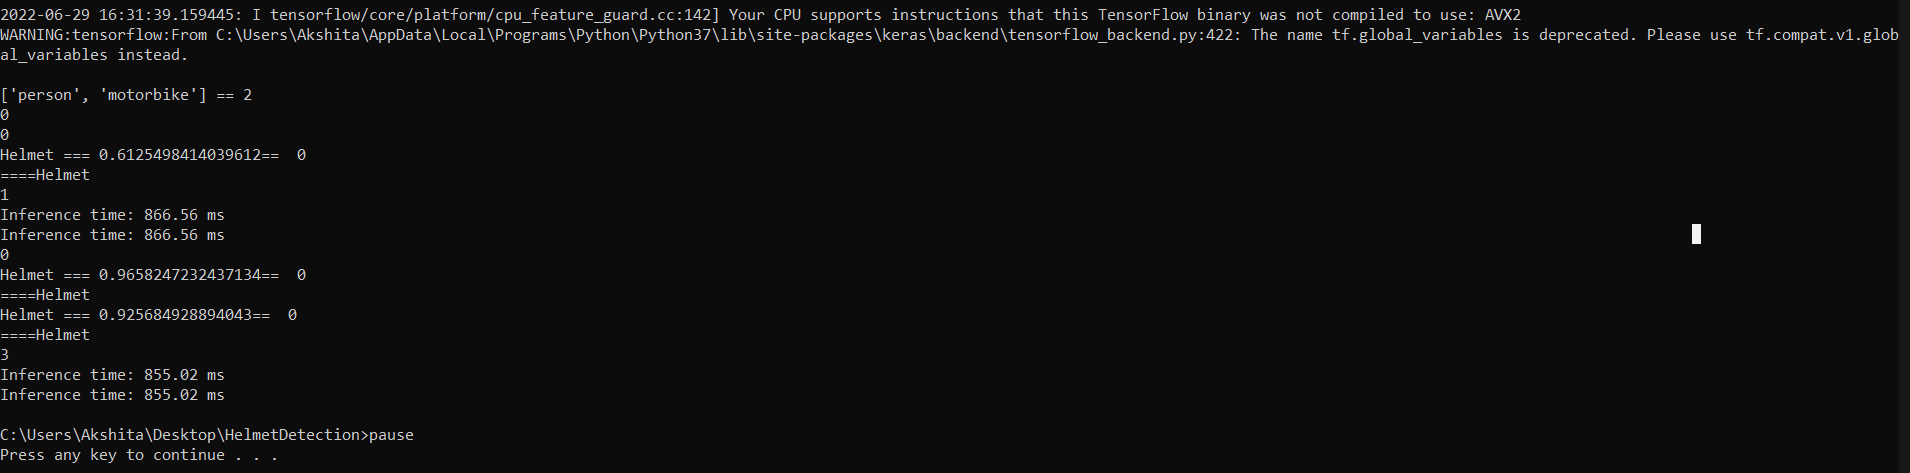 2022-06-29 16:31:39.159445: I tensorflow/core/platform/cpu_feature_guard.cc:142] Your CPU supports instructions that this TensorFlow binary was not compiled to use: AVX2
WARNING:tensorflow:From C:\Users\Akshita\AppData\Local\Programs\Python\Python37\lib\site-packages\keras\backend\tensorflow_backend.py:422: The name tf.global_variables is deprecated. Please use tf.compat.v1.glob
al_variables instead.
['person', 'motorbike'] == 2
0
0
Helmet === 0.6125498414039612==  0
====Helmet
1
Inference time: 866.56 ms
Inference time: 866.56 ms
0
Helmet === 0.9658247232437134==  0
====Helmet
Helmet === 0.925684928894043==  0
====Helmet
3
Inference time: 855.02 ms
Inference time: 855.02 ms
C:\Users\Akshita\Desktop\HelmetDetection>pause
Press any key to continue . . .